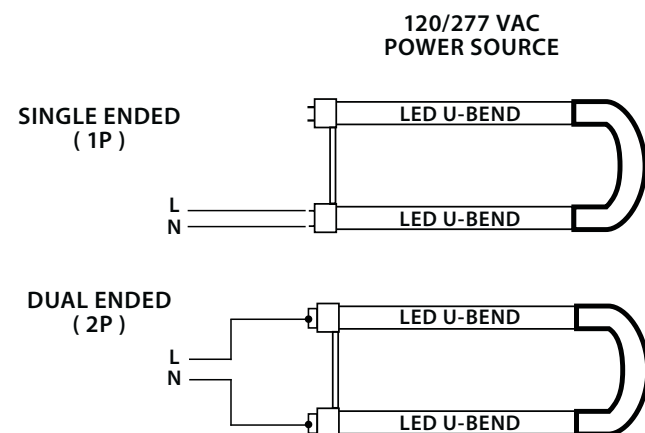 120/277 VAC
POWER SOURCE
SINGLE ENDED
( 1P )
LED U-BEND
L
N
LED U-BEND
DUAL ENDED
( 2P )
LED U-BEND
L
N
LED U-BEND